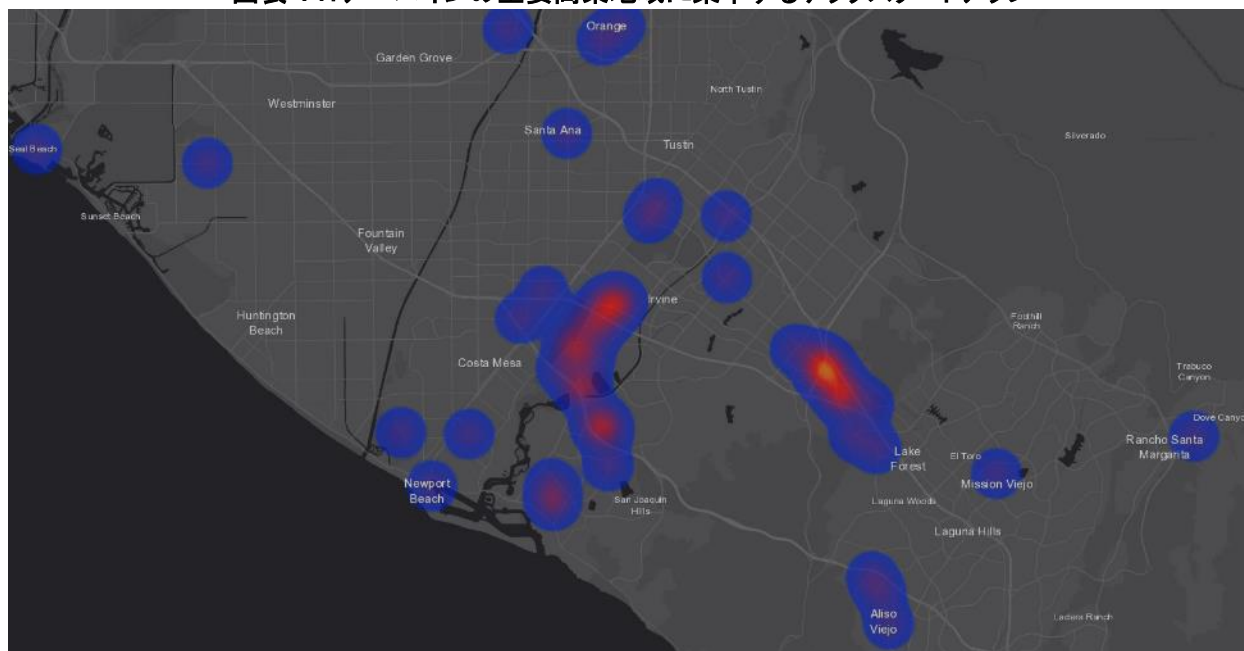 Orange
Garden Grove
North Tustin
Westminster
Santa Ana
Silverado
Tustin
Seal Beach
Sunset Beach
Fountain
Valley
Irvine
Huntington
Beach
Foothill
Ranch
Costa Mesa
Trabuco
Canyon
Dove Canyo
Rancho Santa
Margarita
Lake
Forest
El Toro
Mission Viejo
Newport
Beach
San Joaquin
Hills
Laguna Woods
Laguna Hills
Aliso
Viejo
Ladera Ranch